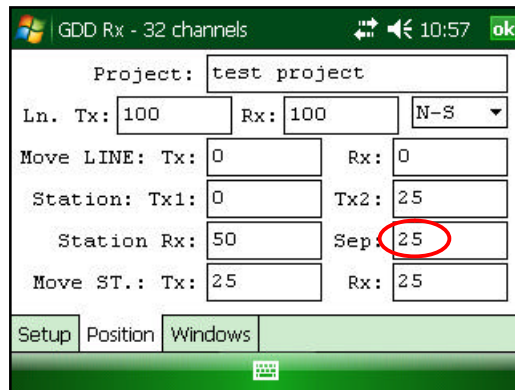 GDD Rx - 32 channels 10:57 ok
Project: test project
Ln. Tx: 100 Rx: 100 N-S
Move LINE: Tx: 0 Rx: 0
Station: Tx1: 0 Tx2: 25
Station Rx: 50 Sep: 25
Move ST.: Tx: 25 Rx: 25
Setup Position Windows